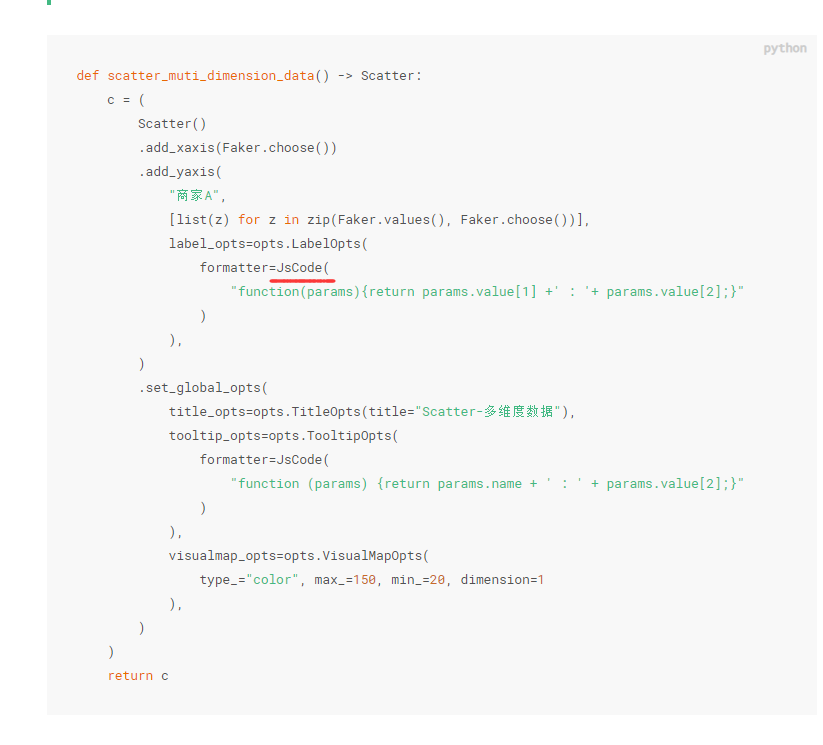 python
def scatter_muti_dimension_data() -> Scatter:
    c = (
        Scatter()
        .add_xaxis(Faker.choose())
        .add_yaxis(
            "商家A",
            [list(z) for z in zip(Faker.values(), Faker.choose())],
            label_opts=opts.LabelOpts(
                formatter=JsCode(
                    "function(params){return params.value[1] +' : '+ params.value[2];}"
                )
            ),
        )
        .set_global_opts(
            title_opts=opts.TitleOpts(title="Scatter-多维度数据"),
            tooltip_opts=opts.TooltipOpts(
                formatter=JsCode(
                    "function (params) {return params.name + ' : ' + params.value[2];}"
                )
            ),
            visualmap_opts=opts.VisualMapOpts(
                type_="color", max_=150, min_=20, dimension=1
            ),
        )
    )
    return c